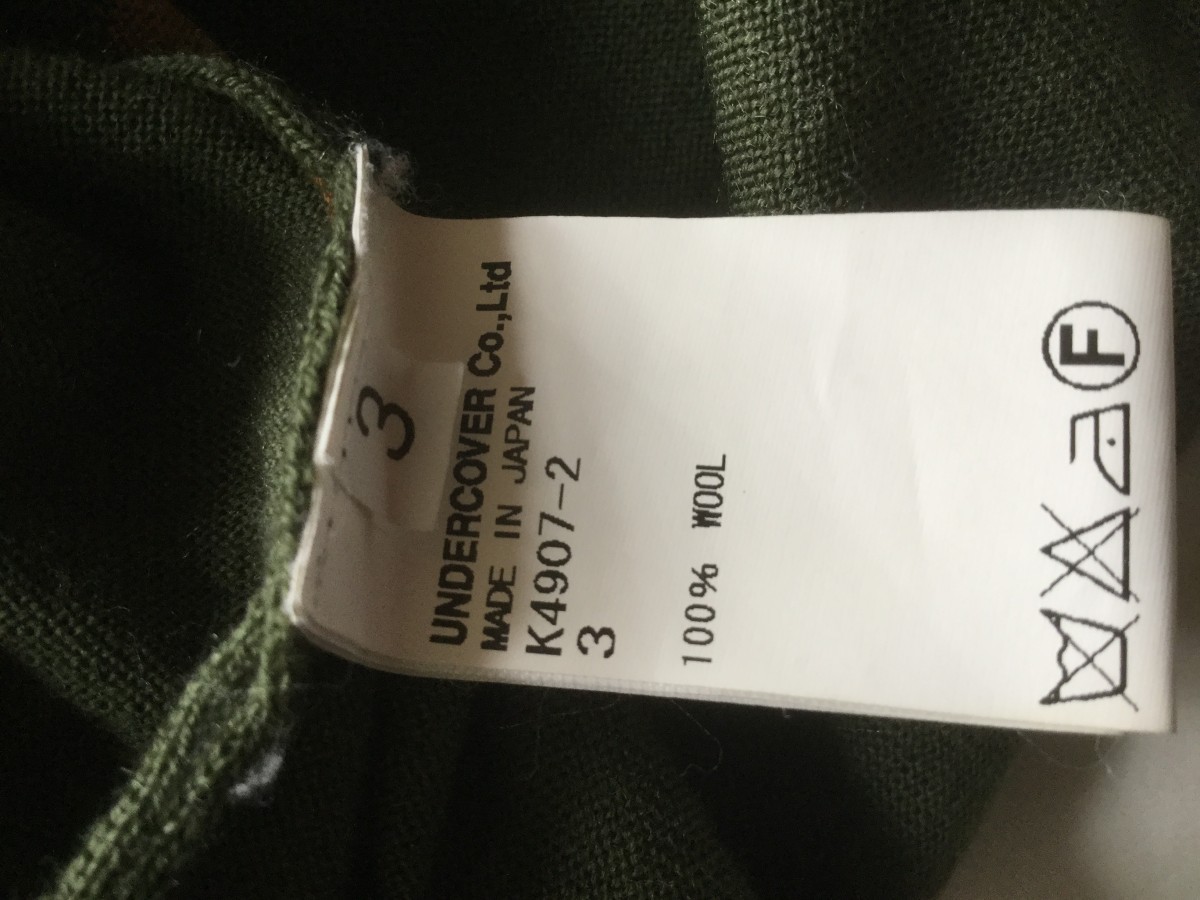 3
UNDERCOVER Co.,Ltd
MADE IN JAPAN
K4907-2
3
100% WOOL
F